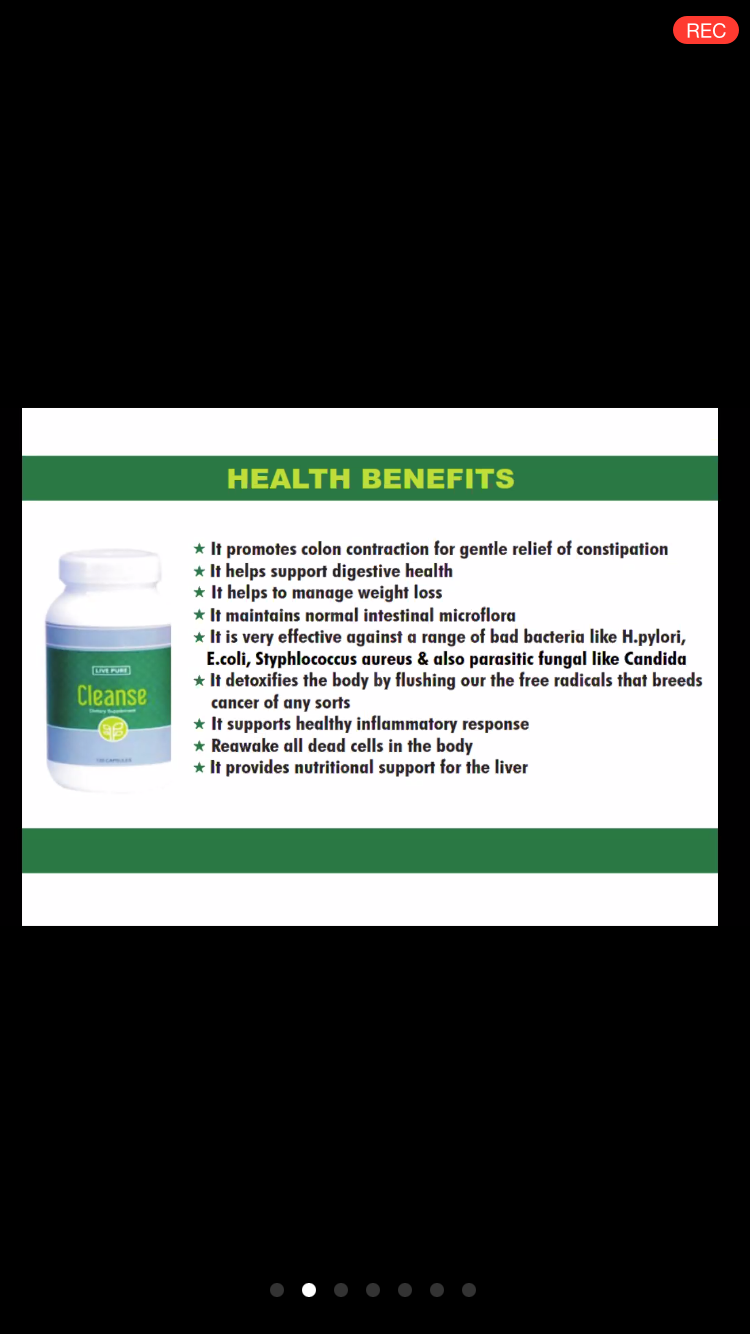 REC
HEALTH BENEFITS
★ It promotes colon contraction for gentle relief of constipation
★ It helps support digestive health
★ It helps to manage weight loss
★ It maintains normal intestinal microflora
★ It is very effective against a range of bad bacteria like H.pylori,
E.coli, Styphlococcus aureus & also parasitic fungal like Candida
★ It detoxifies the body by flushing our the free radicals that breeds
cancer of any sorts
★ It supports healthy inflammatory response
★ Reawake all dead cells in the body
★ It provides nutritional support for the liver
LIVE PURE
Cleanse
Dietary Supplement